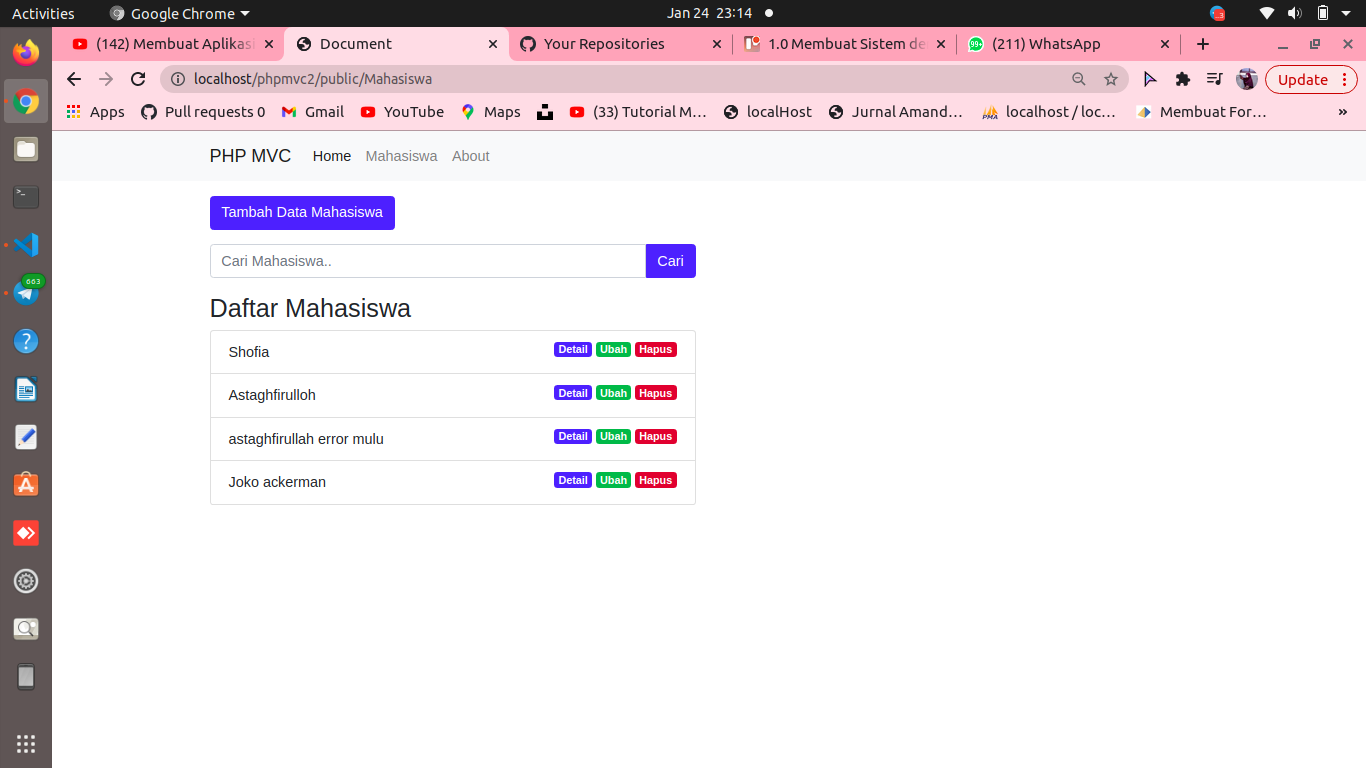 Activities Google Chrome Jan 24 23:14
(142) Membuat Aplikasi Document Your Repositories 1.0 Membuat Sistem de 99+ (211) WhatsApp
localhost/phpmvc2/public/Mahasiswa Update
Apps Pull requests 0 Gmail YouTube Maps (33) Tutorial M… localHost Jurnal Amand… PMA localhost / loc… Membuat For… »
PHP MVC Home Mahasiswa About
Tambah Data Mahasiswa
Cari Mahasiswa.. Cari
Daftar Mahasiswa
Shofia Detail Ubah Hapus
Astaghfirulloh Detail Ubah Hapus
astaghfirullah error mulu Detail Ubah Hapus
Joko ackerman Detail Ubah Hapus
663